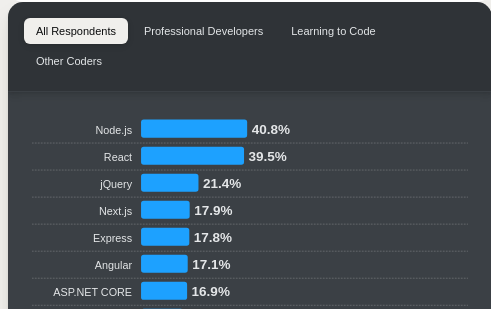 All Respondents Professional Developers Learning to Code
Other Coders
Node.js 40.8%
React 39.5%
jQuery 21.4%
Next.js 17.9%
Express 17.8%
Angular 17.1%
ASP.NET CORE 16.9%